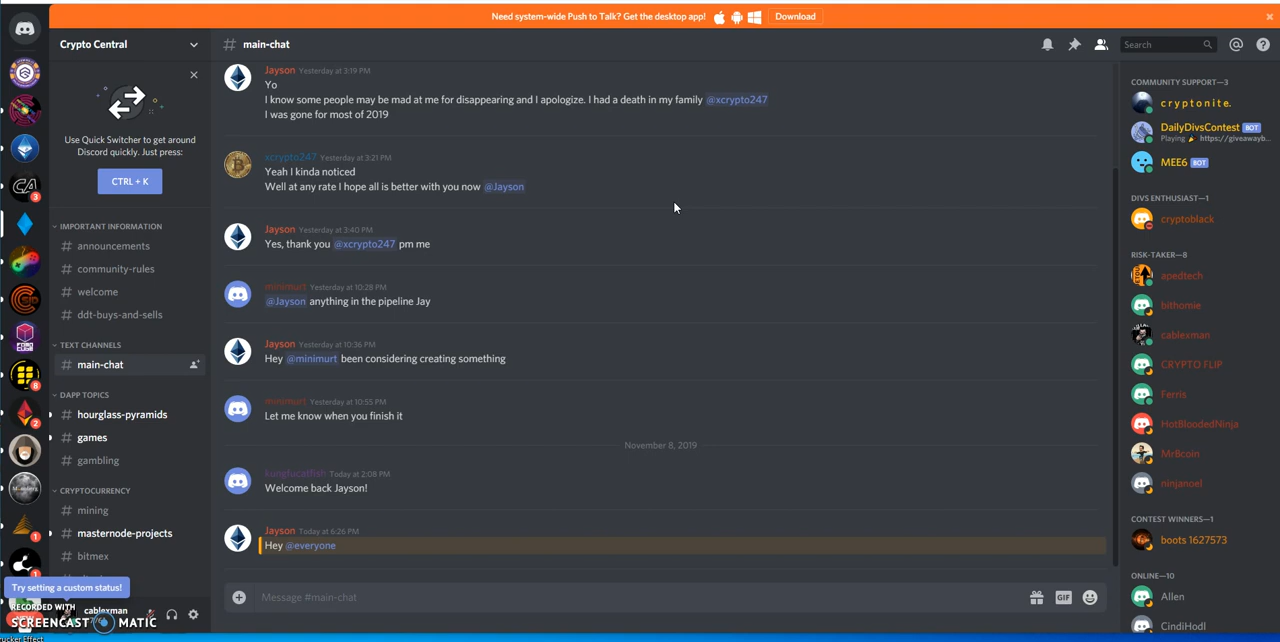 Need system-wide Push to Talk? Get the desktop app! Download
Crypto Central
# main-chat
Search
Use Quick Switcher to get around
Discord quickly. Just press:
CTRL + K
IMPORTANT INFORMATION
# announcements
# community-rules
# welcome
# ddt-buys-and-sells
TEXT CHANNELS
# main-chat
DAPP TOPICS
# hourglass-pyramids
# games
# gambling
CRYPTOCURRENCY
# mining
# masternode-projects
# bitmex
Try setting a custom status!
cablexman
RECORDED WITH
SCREENCAST MATIC
CA
3
8
2
1
1
Jayson Yesterday at 3:19 PM
Yo
I know some people may be mad at me for disappearing and I apologize. I had a death in my family @xcrypto247
I was gone for most of 2019
xcrypto247 Yesterday at 3:21 PM
Yeah I kinda noticed
Well at any rate I hope all is better with you now @Jayson
Jayson Yesterday at 3:40 PM
Yes, thank you @xcrypto247 pm me
minimurt Yesterday at 10:28 PM
@Jayson anything in the pipeline Jay
Jayson Yesterday at 10:36 PM
Hey @minimurt been considering creating something
minimurt Yesterday at 10:55 PM
Let me know when you finish it
November 8, 2019
kungfucatfish Today at 2:08 PM
Welcome back Jayson!
Jayson Today at 6:26 PM
Hey @everyone
Message #main-chat
GIF
COMMUNITY SUPPORT—3
cryptonite.
DailyDivsContest BOT
Playing https://giveawayb...
MEE6 BOT
DIVS ENTHUSIAST—1
cryptoblack
RISK-TAKER—8
apedtech
bithomie
cablexman
CRYPTO FLIP
Ferris
HotBloodedNinja
MrBcoin
ninjanoel
CONTEST WINNERS—1
boots 1627573
ONLINE—10
Allen
CindiHodl